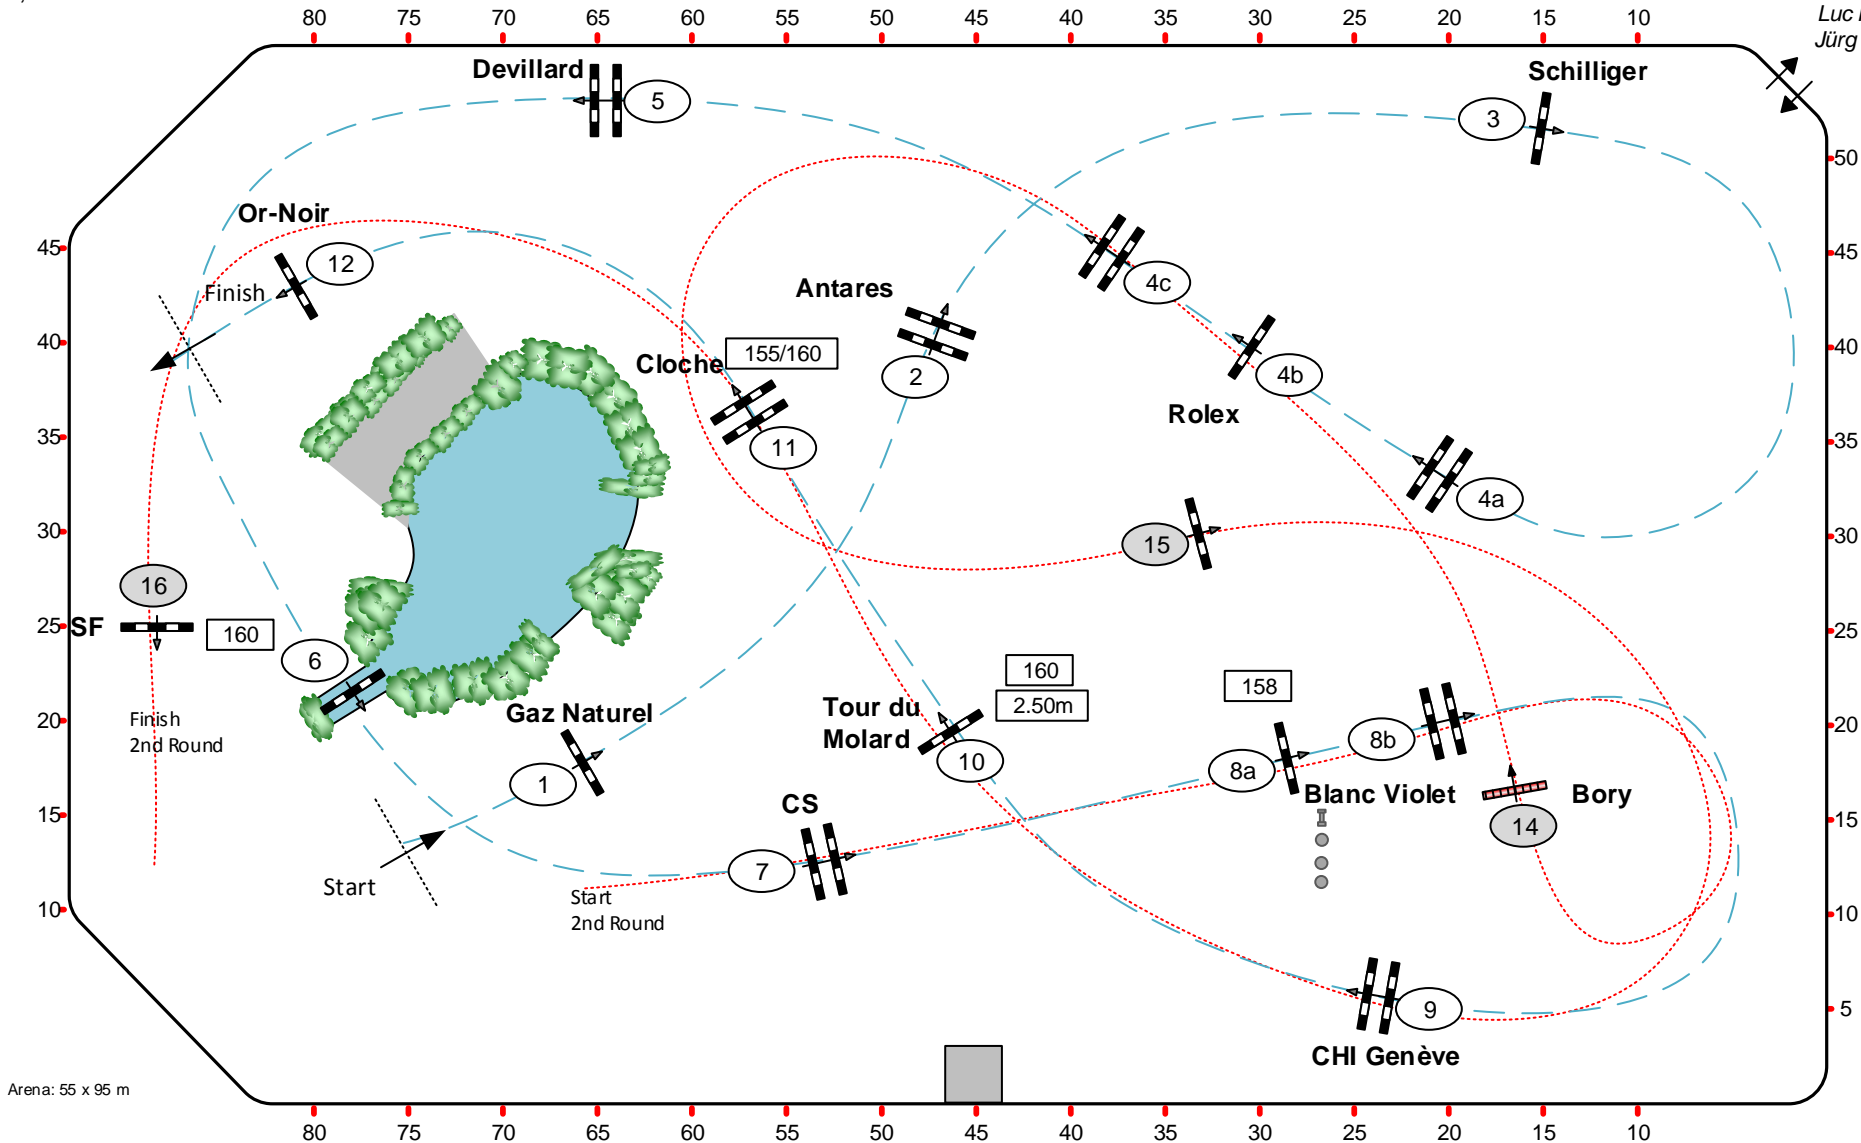 80 75 70 65 60 55 50 45 40 35 30 25 20 15 10
Luc
Jürg
Devillard
5
Schilliger
3
50
Or-Noir
45
12
Finish
4c
45
Antares
155/160
Cloche
2
40
4b
40
Rolex
35
11
4a
35
30
15
30
16
25
SF
160
6
25
160
2.50m
158
Finish
2nd Round
20
Gaz Naturel
Tour du
Molard
10
8a
8b
20
1
CS
Blanc Violet
Bory
14
15
15
Start
7
Start
2nd Round
10
10
9
5
CHI Genève
Arena: 55 x 95 m
80 75 70 65 60 55 50 45 40 35 30 25 20 15 10